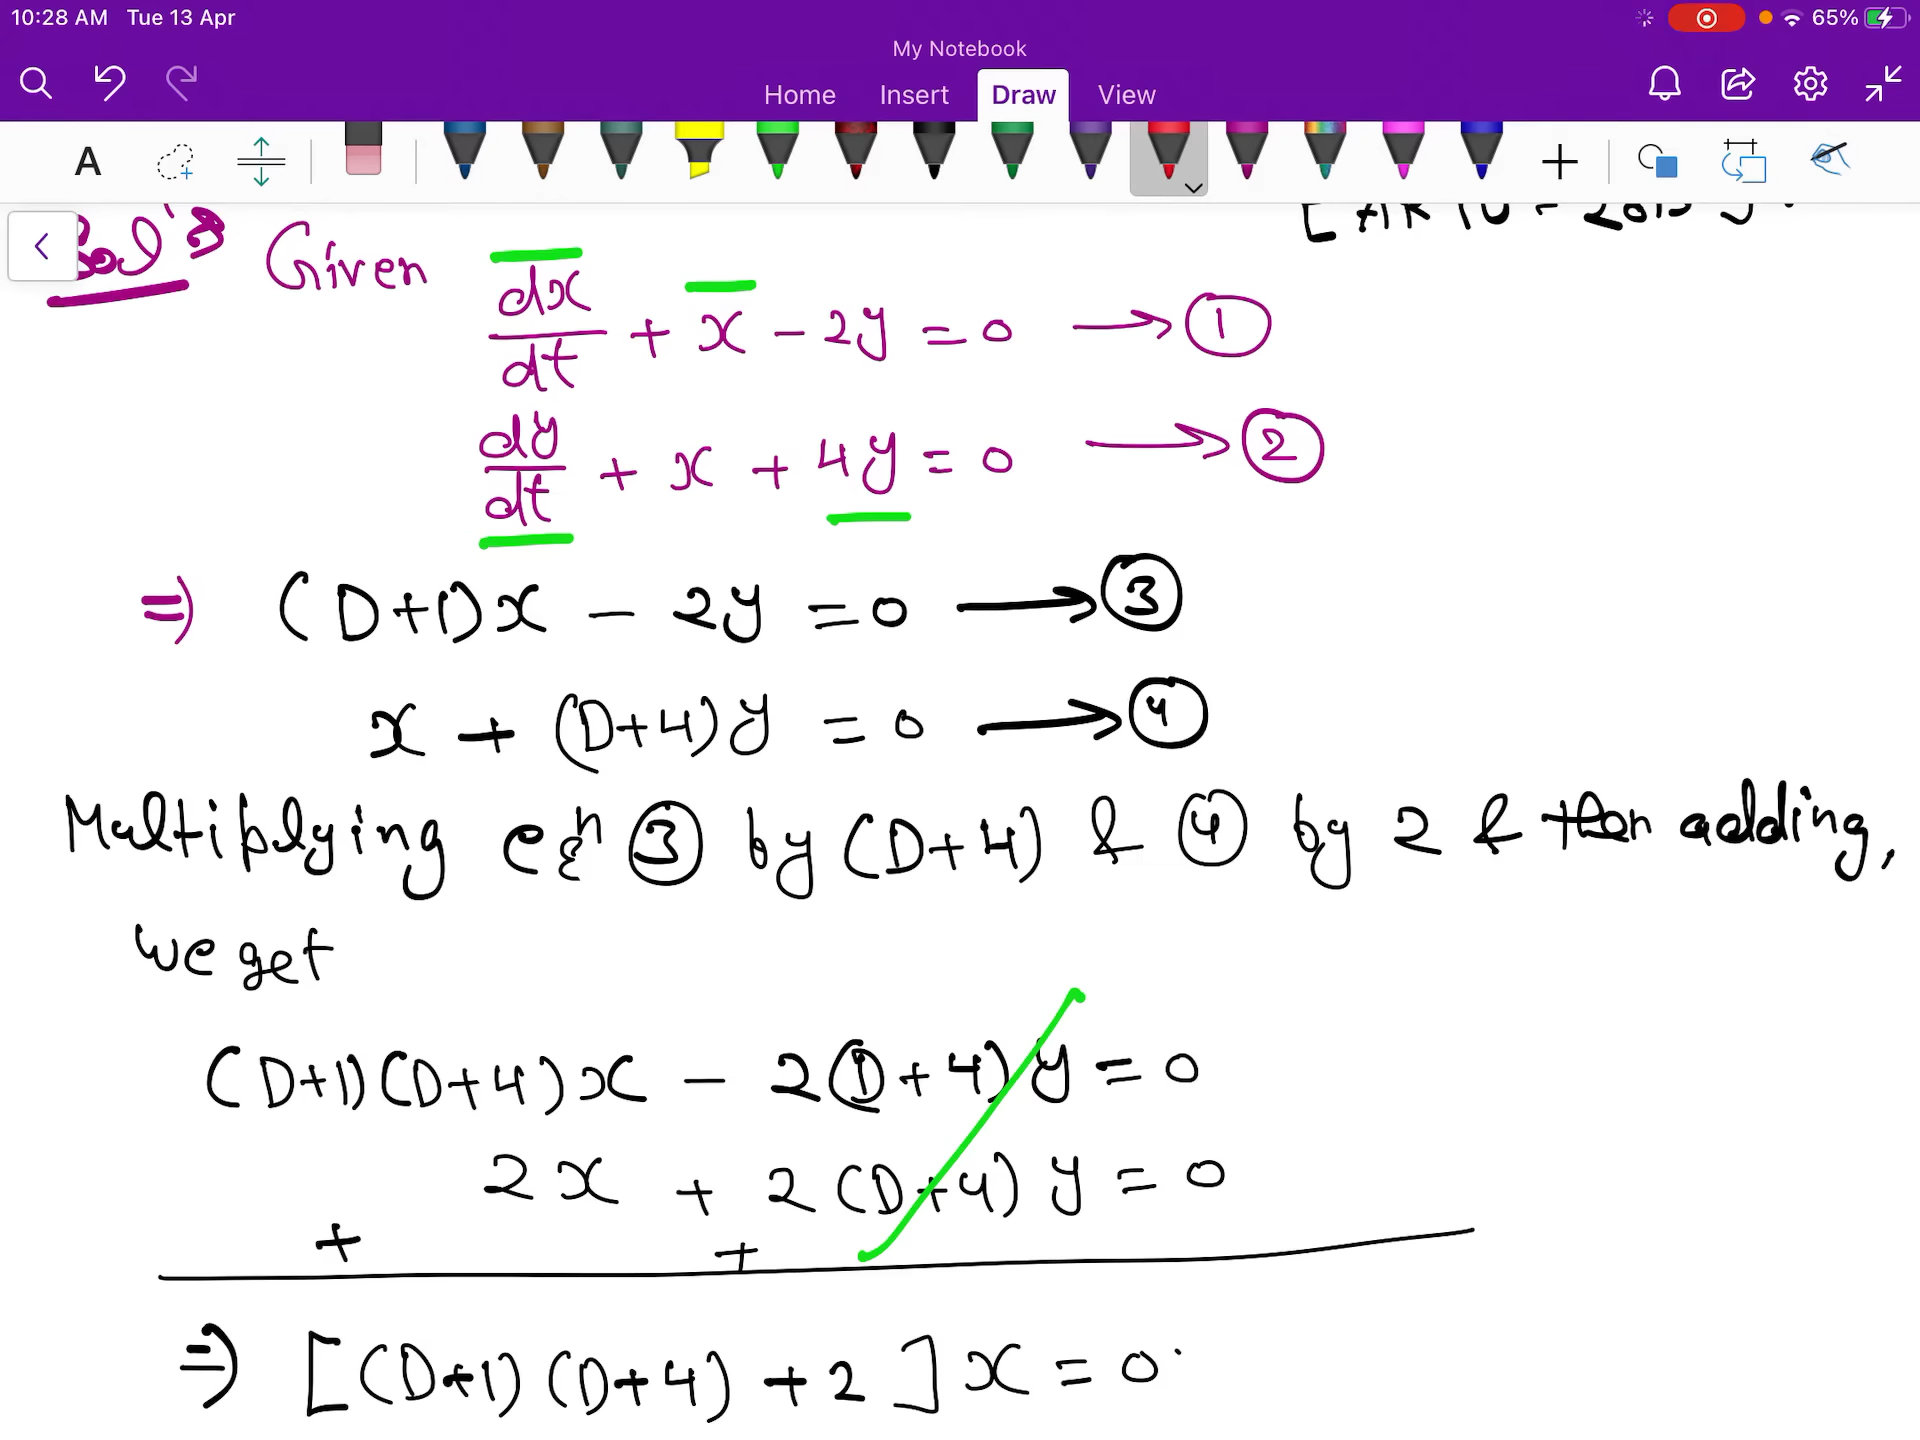 10:28 AM Tue 13 Apr
65%
My Notebook
Home Insert Draw View
A
Given dx/dt + x - 2y = 0 → ①
dy/dt + x + 4y = 0 → ②
⇒ (D+1)x - 2y = 0 → ③
x + (D+4)y = 0 → ④
Multiplying eqn ③ by (D+4) & ④ by 2 & then adding,
we get
(D+1)(D+4)x - 2(D+4)y = 0
2x + 2(D+4)y = 0
+ +
⇒ [(D+1)(D+4) + 2]x = 0